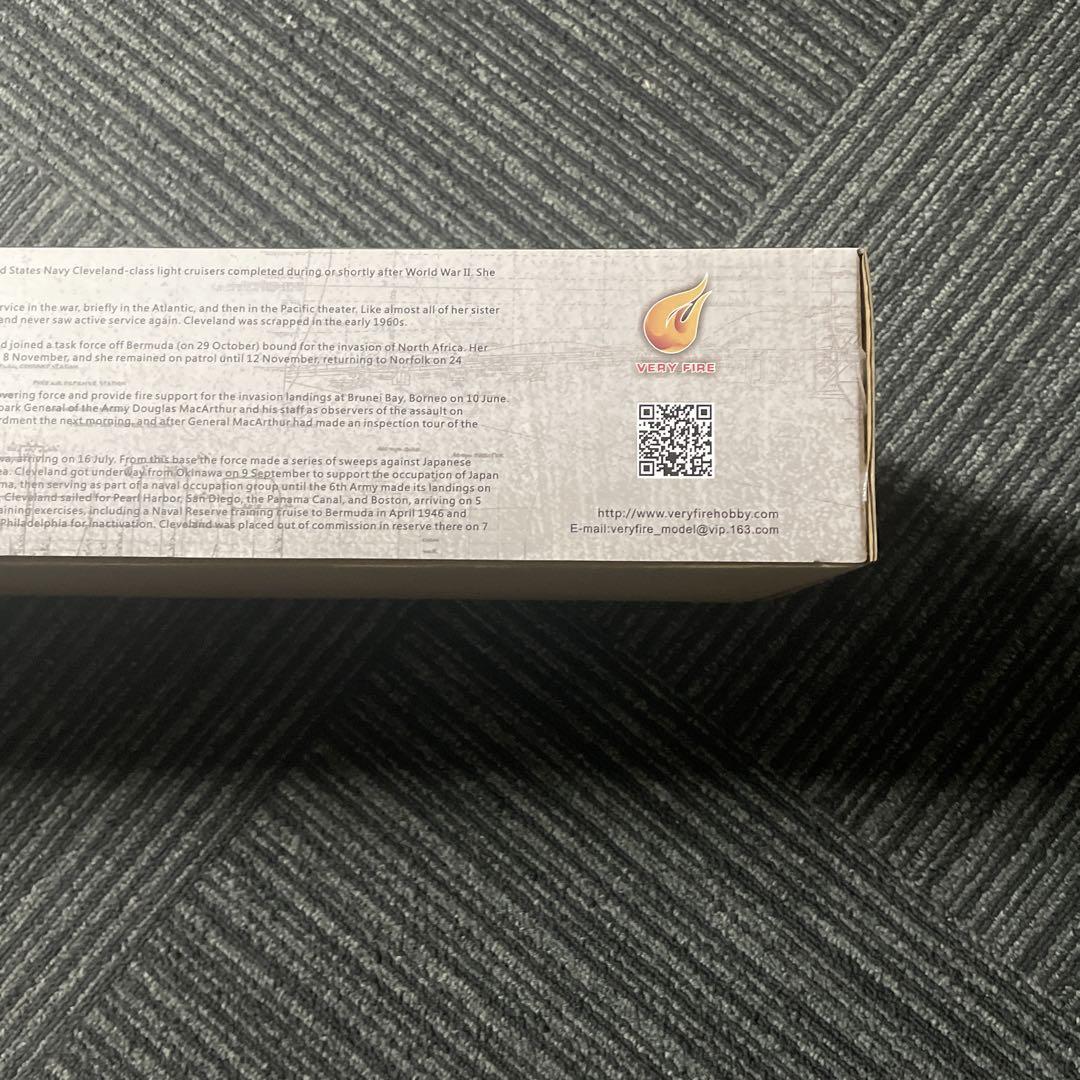 d States Navy Cleveland-class light cruisers completed during or shortly after World War II. She
rvice in the war, briefly in the Atlantic, and then in the Pacific theater. Like almost all of her sister
and never saw active service again. Cleveland was scrapped in the early 1960s.
d joined a task force off Bermuda (on 29 October) bound for the invasion of North Africa. Her
8 November, and she remained on patrol until 12 November, returning to Norfolk on 24
vering force and provide fire support for the invasion landings at Brunei Bay, Borneo on 10 June.
park General of the Army Douglas MacArthur and his staff as observers of the assault on
rdment the next morning, and after General MacArthur had made an inspection tour of the
va, arriving on 16 July. From this base the force made a series of sweeps against Japanese
ea. Cleveland got underway from Okinawa on 9 September to support the occupation of Japan
ma, then serving as part of a naval occupation group until the 6th Army made its landings on
Cleveland sailed for Pearl Harbor, San Diego, the Panama Canal, and Boston, arriving on 5
aining exercises, including a Naval Reserve training cruise to Bermuda in April 1946 and
Philadelphia for inactivation. Cleveland was placed out of commission in reserve there on 7
VERY FIRE
http://www.veryfirehobby.com
E-mail:veryfire_model@vip.163.com